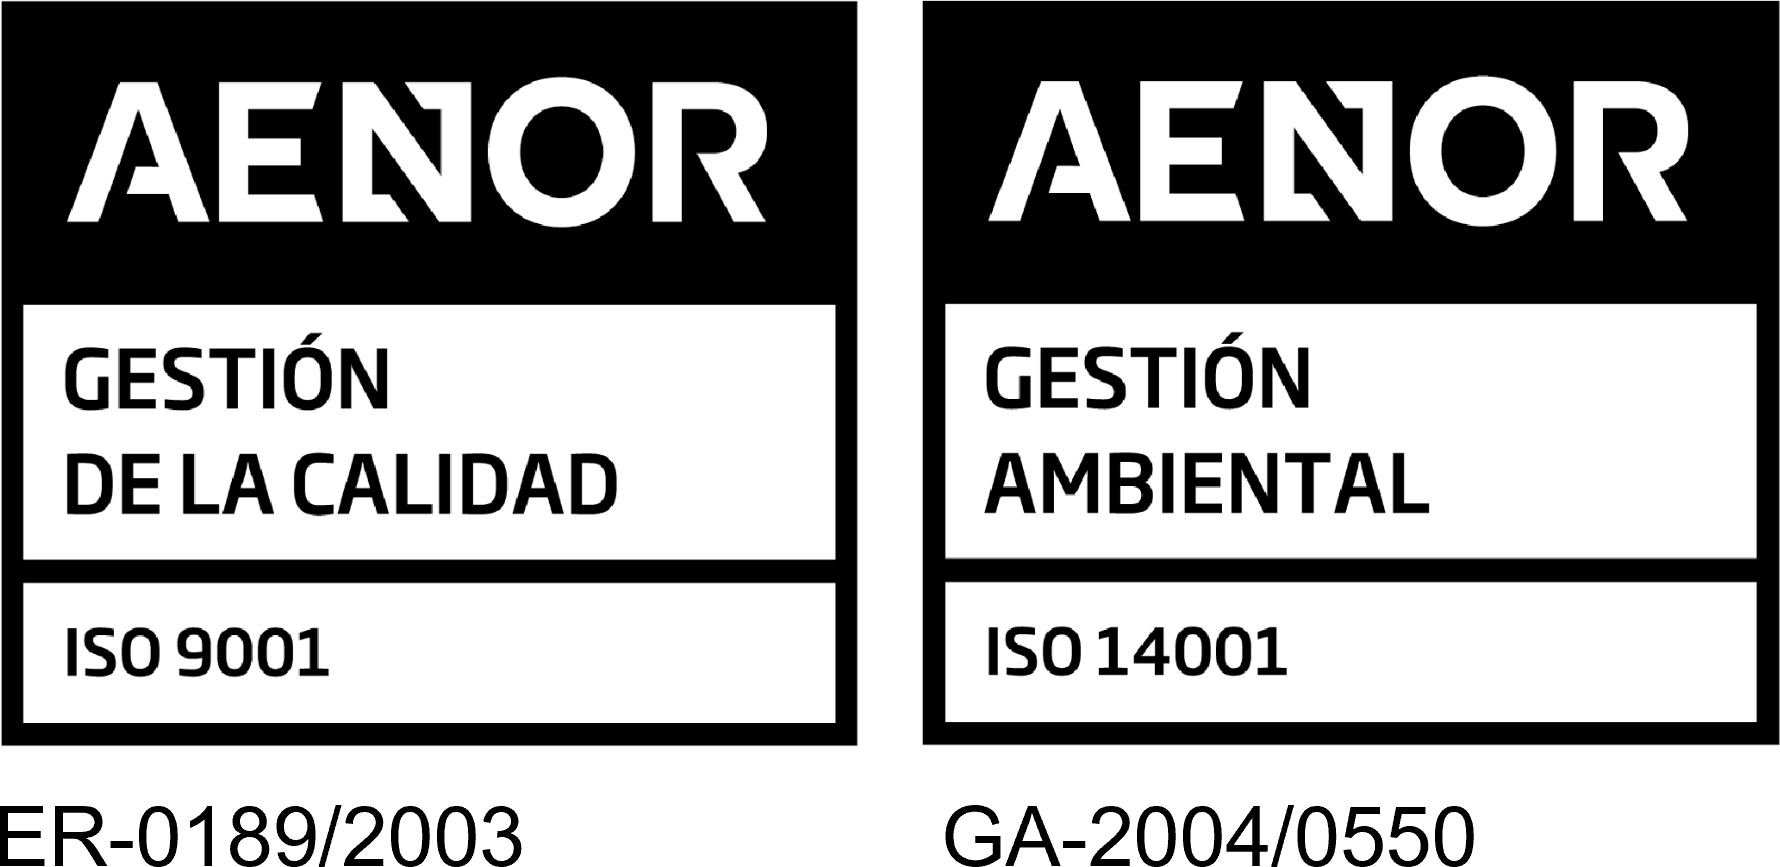 AENOR
GESTIÓN
DE LA CALIDAD
ISO 9001
ER-0189/2003
AENOR
GESTIÓN
AMBIENTAL
ISO 14001
GA-2004/0550